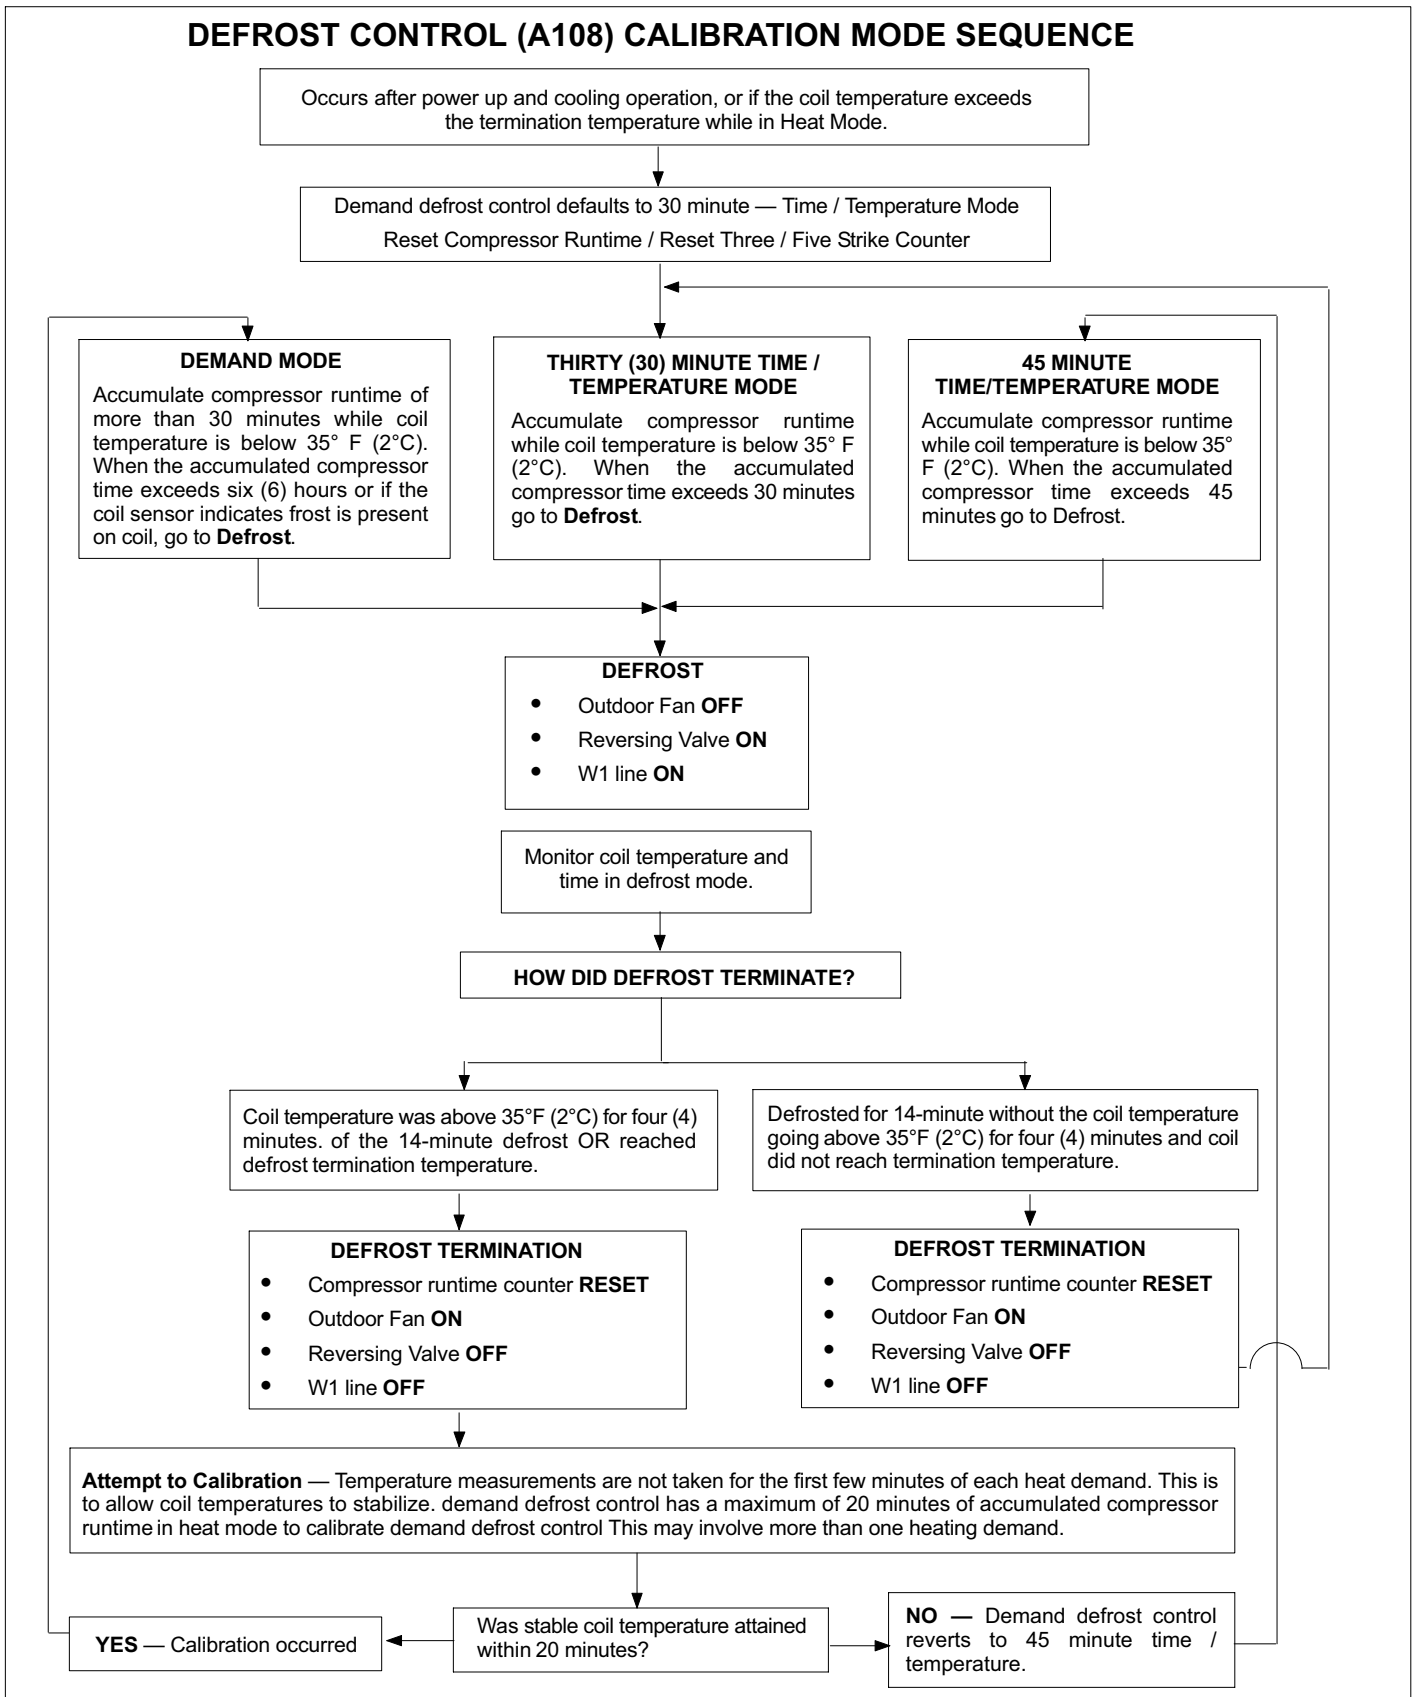 DEFROST CONTROL (A108) CALIBRATION MODE SEQUENCE
Occurs after power up and cooling operation, or if the coil temperature exceeds
the termination temperature while in Heat Mode.
Demand defrost control defaults to 30 minute — Time / Temperature Mode
Reset Compressor Runtime / Reset Three / Five Strike Counter
DEMAND MODE
Accumulate compressor runtime of
more than 30 minutes while coil
temperature is below 35° F (2°C).
When the accumulated compressor
time exceeds six (6) hours or if the
coil sensor indicates frost is present
on coil, go to Defrost.
THIRTY (30) MINUTE TIME /
TEMPERATURE MODE
Accumulate compressor runtime
while coil temperature is below 35° F
(2°C). When the accumulated
compressor time exceeds 30 minutes
go to Defrost.
45 MINUTE
TIME/TEMPERATURE MODE
Accumulate compressor runtime
while coil temperature is below 35°
F (2°C). When the accumulated
compressor time exceeds 45
minutes go to Defrost.
DEFROST
• Outdoor Fan OFF
• Reversing Valve ON
• W1 line ON
Monitor coil temperature and
time in defrost mode.
HOW DID DEFROST TERMINATE?
Coil temperature was above 35°F (2°C) for four (4)
minutes. of the 14-minute defrost OR reached
defrost termination temperature.
Defrosted for 14-minute without the coil temperature
going above 35°F (2°C) for four (4) minutes and coil
did not reach termination temperature.
DEFROST TERMINATION
• Compressor runtime counter RESET
• Outdoor Fan ON
• Reversing Valve OFF
• W1 line OFF
DEFROST TERMINATION
• Compressor runtime counter RESET
• Outdoor Fan ON
• Reversing Valve OFF
• W1 line OFF
Attempt to Calibration — Temperature measurements are not taken for the first few minutes of each heat demand. This is
to allow coil temperatures to stabilize. demand defrost control has a maximum of 20 minutes of accumulated compressor
runtime in heat mode to calibrate demand defrost control This may involve more than one heating demand.
YES — Calibration occurred
Was stable coil temperature attained
within 20 minutes?
NO — Demand defrost control
reverts to 45 minute time /
temperature.